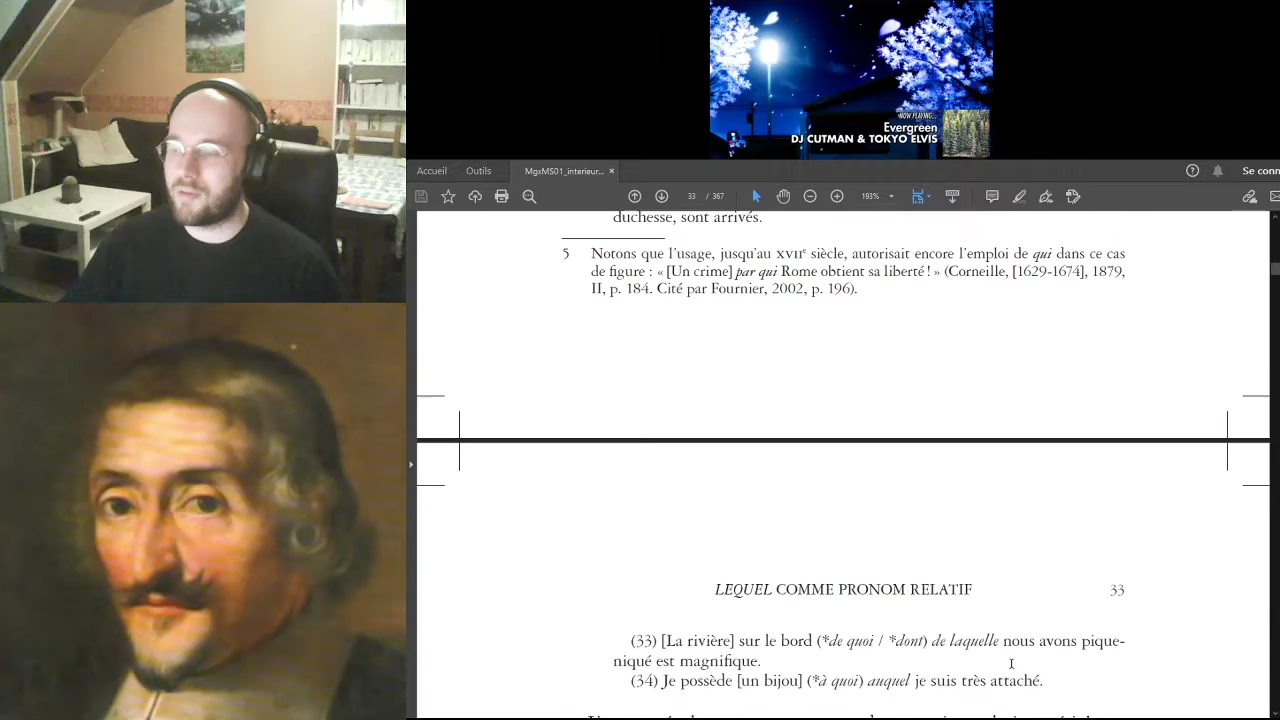 NOW PLAYING...
Evergreen
DJ CUTMAN & TOKYO ELVIS
Accueil Outils MgxMS01_interieur... × Se conn
33 / 367 193%
duchesse, sont arrivés.
5 Notons que l'usage, jusqu'au XVIIe siècle, autorisait encore l'emploi de qui dans ce cas
de figure : « [Un crime] par qui Rome obtient sa liberté ! » (Corneille, [1629-1674], 1879,
II, p. 184. Cité par Fournier, 2002, p. 196).
LEQUEL COMME PRONOM RELATIF 33
(33) [La rivière] sur le bord (*de quoi / *dont) de laquelle nous avons pique-
niqué est magnifique.
(34) Je possède [un bijou] (*à quoi) auquel je suis très attaché.